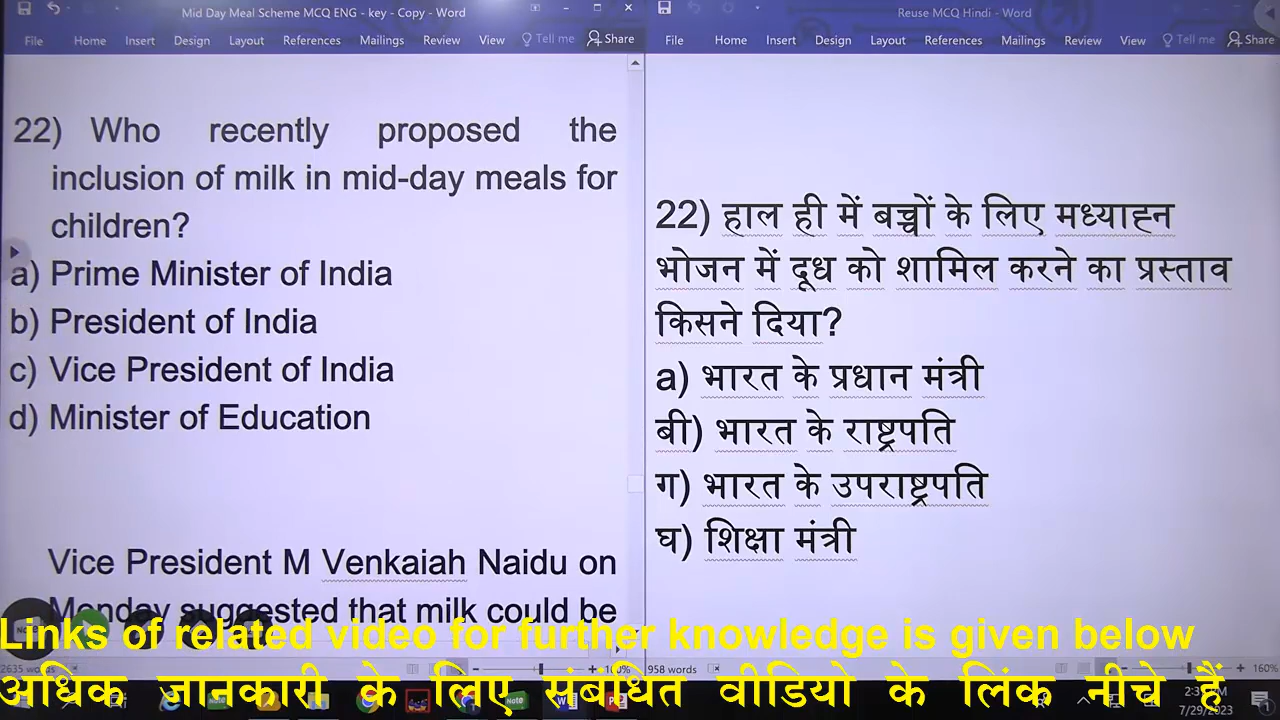 Mid Day Meal Scheme MCQ ENG - key - Copy - Word
File Home Insert Design Layout References Mailings Review View Tell me Share
22) Who recently proposed the
inclusion of milk in mid-day meals for
children?
a) Prime Minister of India
b) President of India
c) Vice President of India
d) Minister of Education
Vice President M Venkaiah Naidu on
Monday suggested that milk could be
2635 words
100%
Reuse MCQ Hindi - Word
File Home Insert Design Layout References Mailings Review View Tell me Share
22) हाल ही में बच्चों के लिए मध्याह्न
भोजन में दूध को शामिल करने का प्रस्ताव
किसने दिया?
a) भारत के प्रधान मंत्री
बी) भारत के राष्ट्रपति
ग) भारत के उपराष्ट्रपति
घ) शिक्षा मंत्री
958 words
160%
Links of related video for further knowledge is given below
अधिक जानकारी के लिए संबंधित वीडियो के लिंक नीचे हैं
7/29/2023